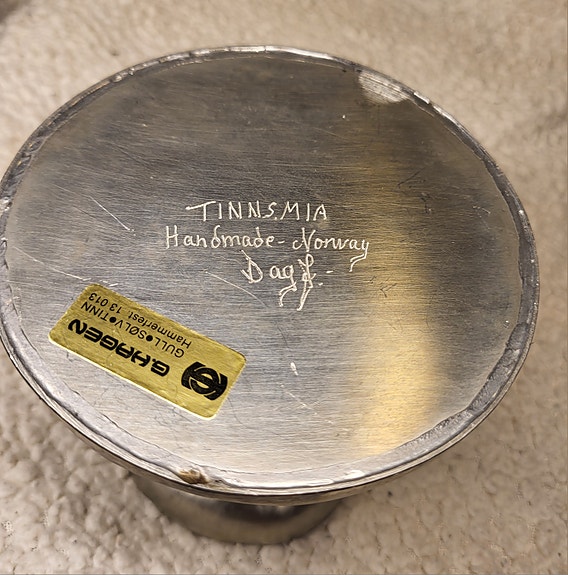 TINNSMIA
Handmade - Norway
Dag
G.HAGEN
GULL•SØLV•TINN
Hammerfest 13 013